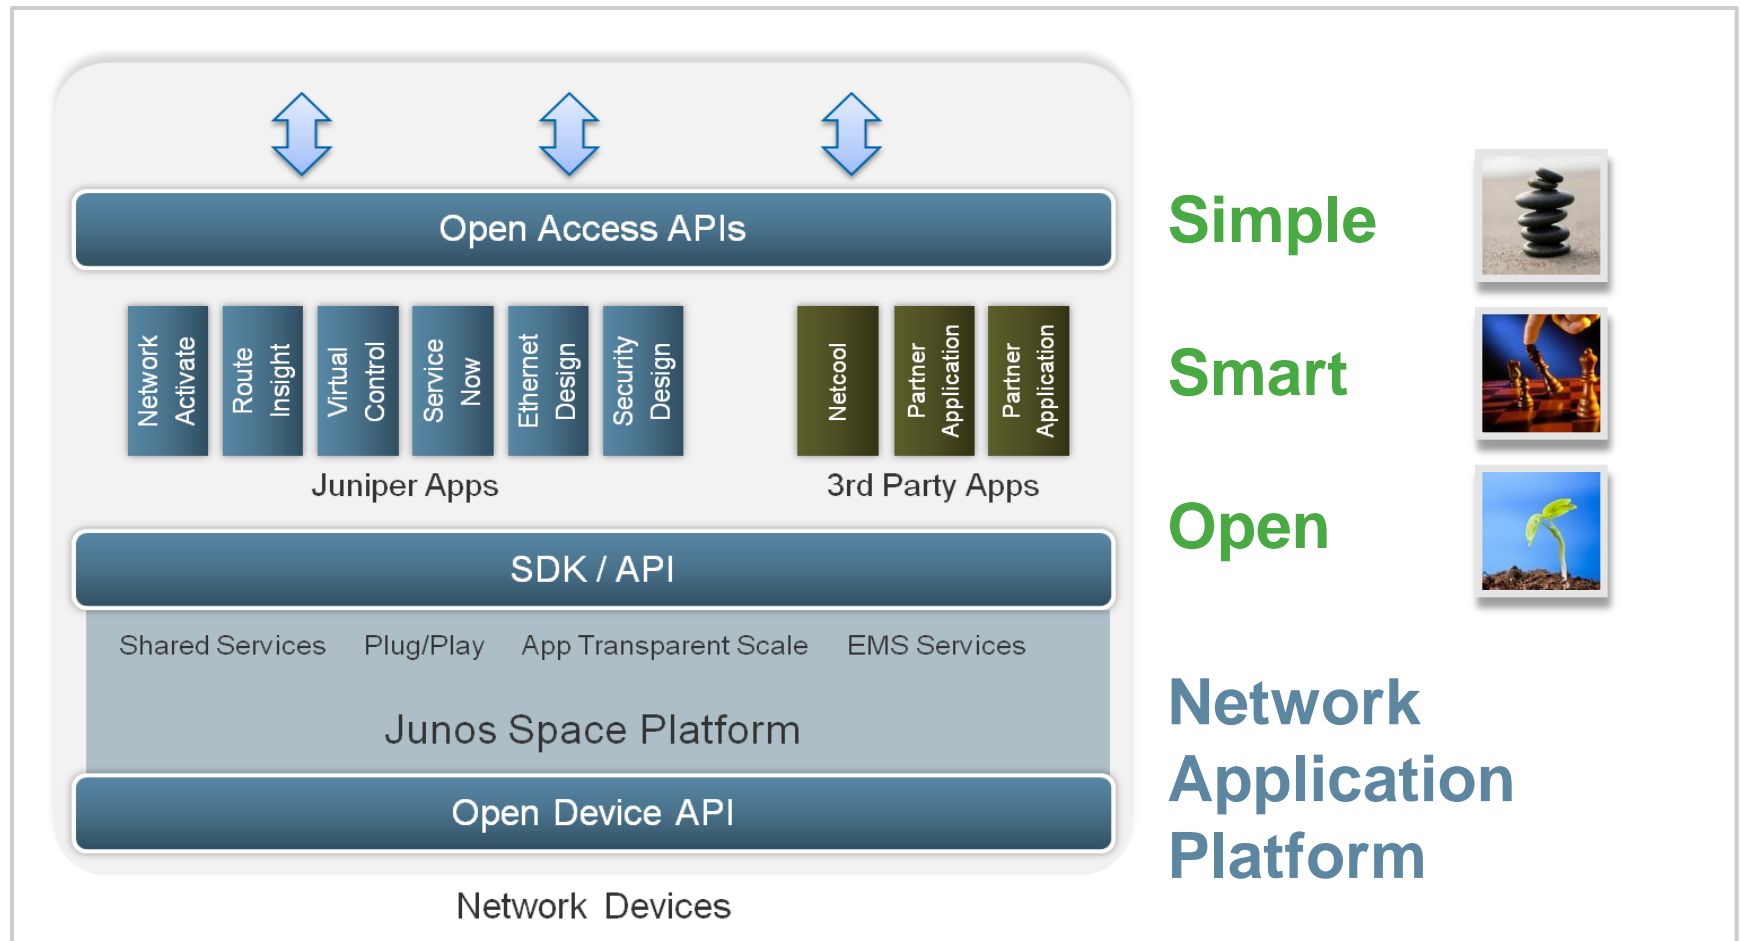 Open Access APIs
Network
Activate
Route
Insight
Virtual
Control
Service
Now
Ethernet
Design
Security
Design
Netcool
Partner
Application
Partner
Application
Juniper Apps
3rd Party Apps
SDK / API
Shared Services Plug/Play App Transparent Scale EMS Services
Junos Space Platform
Open Device API
Network Devices
Simple
Smart
Open
Network
Application
Platform